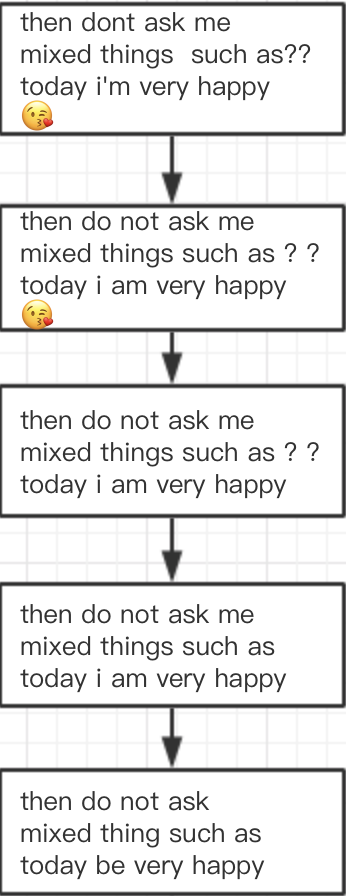 then dont ask me
mixed things  such as??
today i'm very happy
😘
then do not ask me
mixed things such as ? ?
today i am very happy
😘
then do not ask me
mixed things such as ? ?
today i am very happy
then do not ask me
mixed things such as
today i am very happy
then do not ask
mixed thing such as
today be very happy